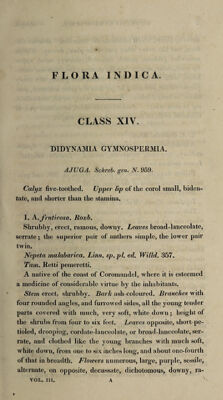 FLORA INDICA.
CLASS XIV.
DIDYNAMIA GYMNOSPERMIA.
AJUGA. Schreb. gen. N. 959.
Calyx five-toothed. Upper lip of the corol small, biden-
tate, and shorter than the stamina.
1. A. fruticosa. Roxb.
Shrubby, erect, ramous, downy. Leaves broad-lanceolate,
serrate; the superior pair of anthers simple, the lower pair
twin.
Nepeta malabarica. Linn. sp. pl. ed. Willd. 357.
Tinn. Retti pemaretti.
A native of the coast of Coromandel, where it is esteemed
a medicine of considerable virtue by the inhabitants.
Stem erect, shrubby. Bark ash-coloured. Branches with
four rounded angles, and furrowed sides, all the young tender
parts covered with much, very soft, white down; height of
the shrubs from four to six feet. Leaves opposite, short-pe-
tioled, drooping, cordate-lanceolate, or broad-lanceolate, ser-
rate, and clothed like the young branches with much soft,
white down, from one to six inches long, and about one-fourth
of that in breadth. Flowers numerous, large, purple, sessile,
alternate, on opposite, decussate, dichotomous, downy, ra-
VOL. III. A